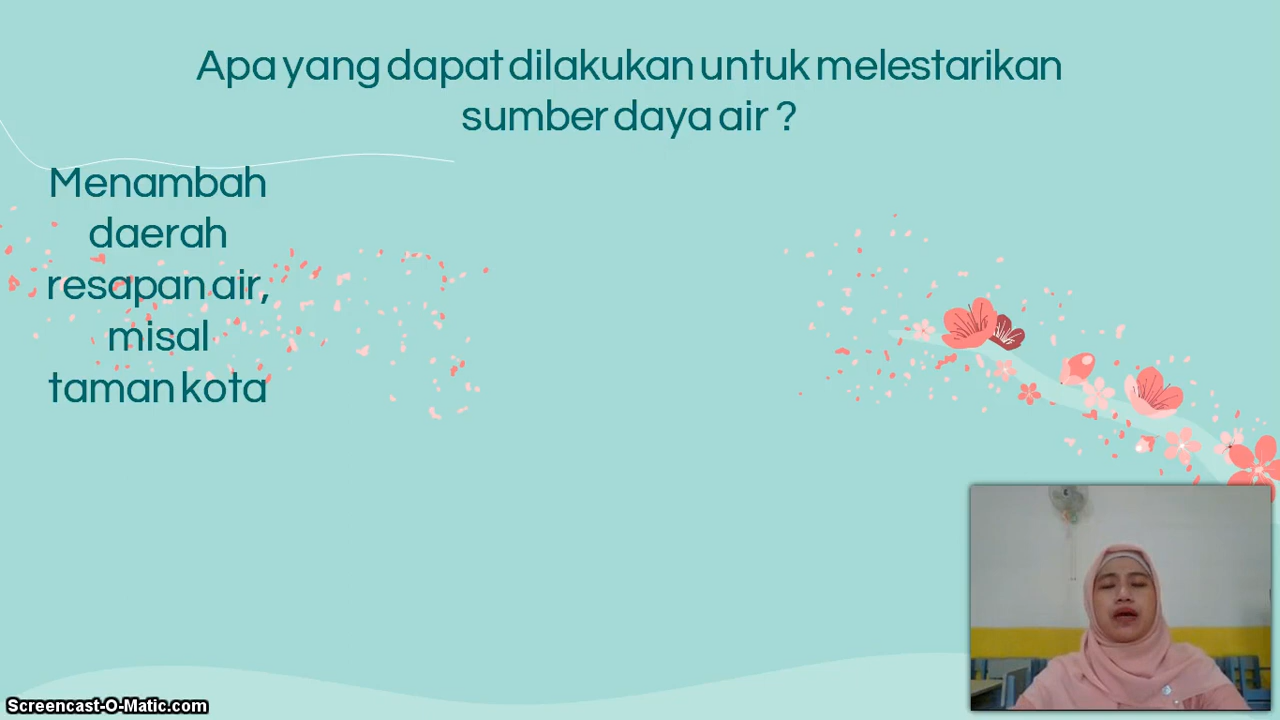 Apa yang dapat dilakukan untuk melestarikan
sumber daya air ?
Menambah
daerah
resapan air,
misal
taman kota
Screencast-O-Matic.com